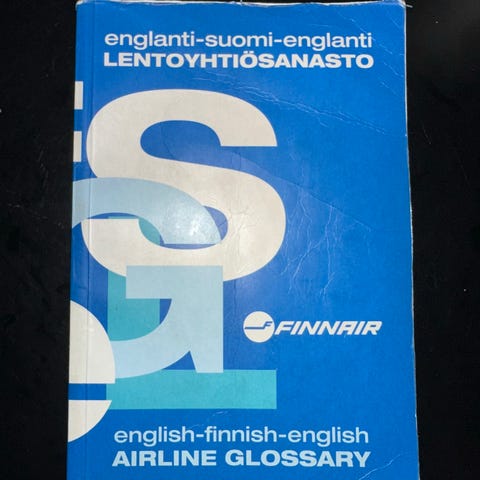 englanti-suomi-englanti
LENTOYHTIÖSANASTO
S
G
e
FINNAIR
english-finnish-english
AIRLINE GLOSSARY